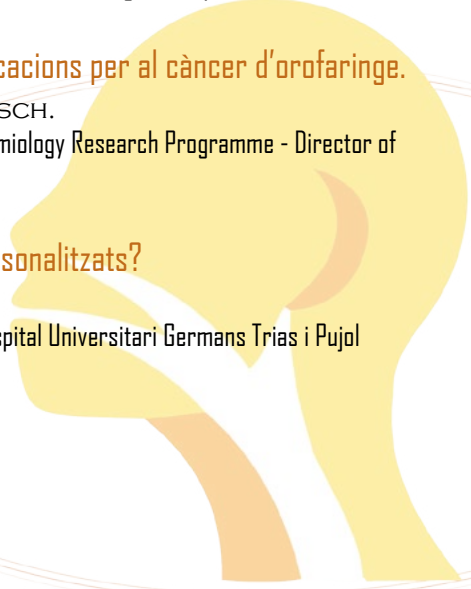 cacions per al càncer d'orofaringe.
SCH.
miology Research Programme - Director of
sonalitzats?
spital Universitari Germans Trias i Pujol